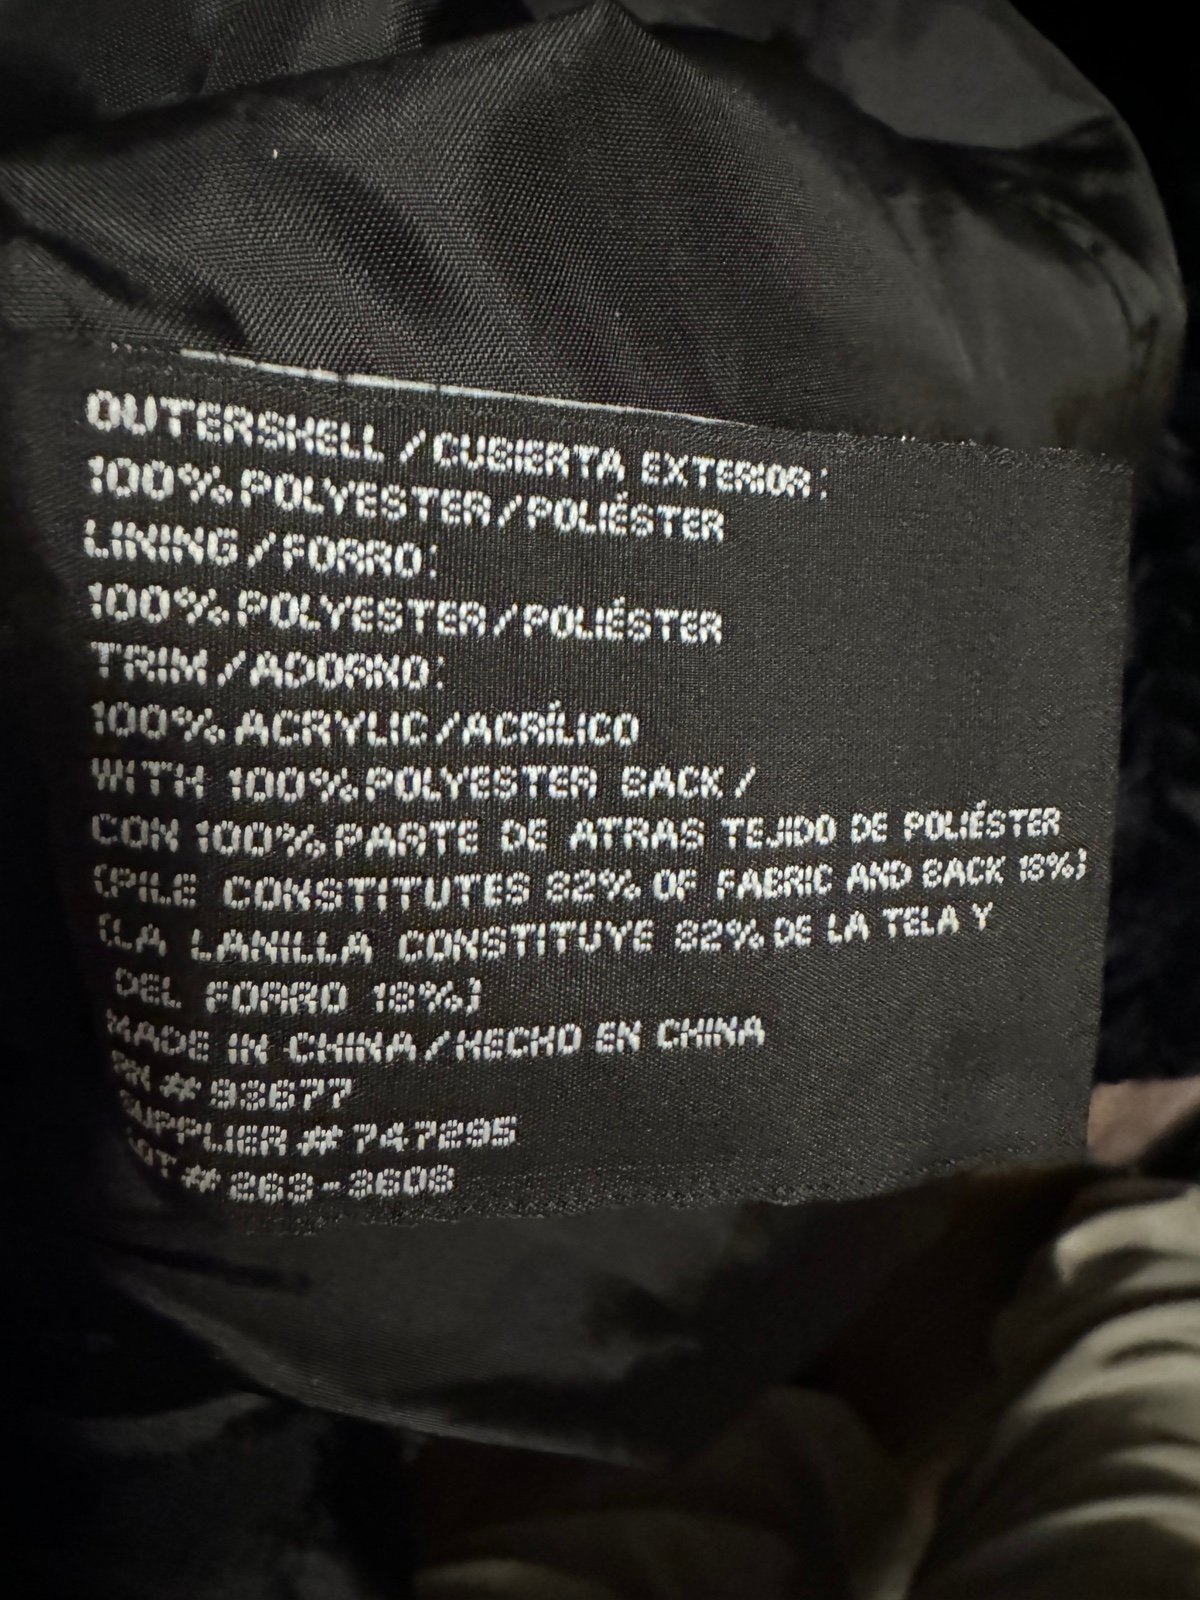 OUTERSHELL/CUBIERTA EXTERIOR:
100%POLYESTER/POLIÉSTER
LINING/FORRO:
100%POLYESTER/POLIÉSTER
TRIM/ADORNO:
100%ACRYLIC/ACRÍLICO
WITH 100%POLYESTER BACK/
CON 100%PARTE DE ATRAS TEJIDO DE POLIÉSTER
(PILE CONSTITUTES 82% OF FABRIC AND BACK 18%)
(LA LANILLA CONSTITUYE 82% DE LA TELA Y
DEL FORRO 18%)
MADE IN CHINA/HECHO EN CHINA
RN # 93677
SUPPLIER # 747295
LOT # 263-3608